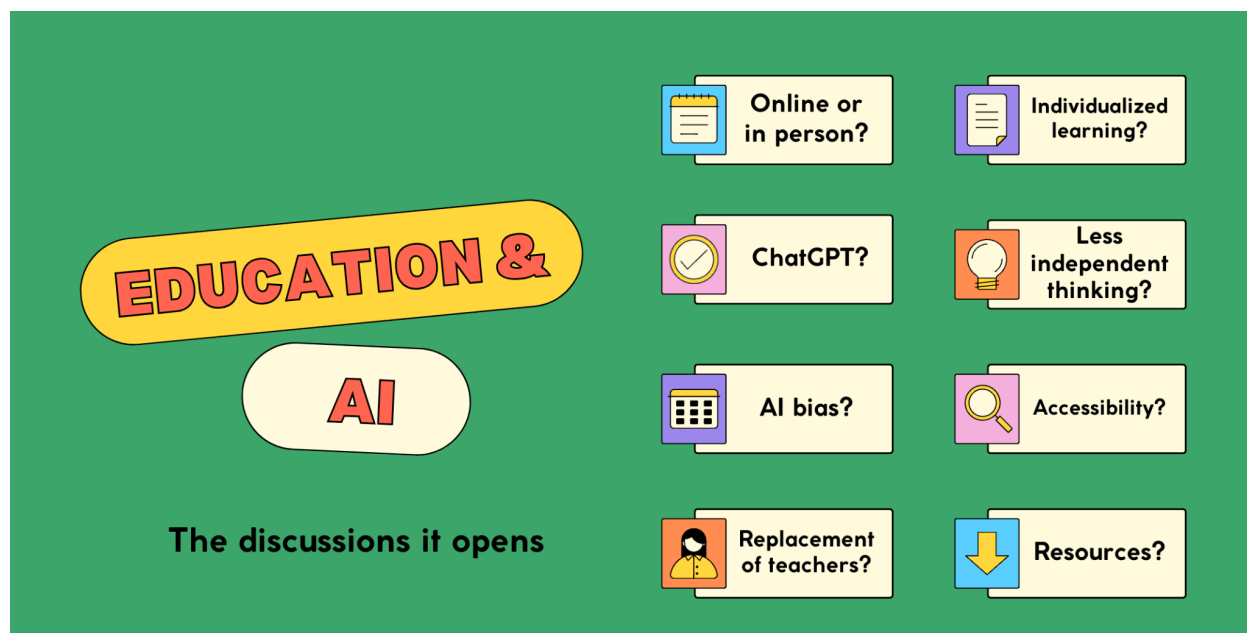 EDUCATION &
AI
The discussions it opens
Online or
in person?
Individualized
learning?
ChatGPT?
Less
independent
thinking?
AI bias?
Accessibility?
Replacement
of teachers?
Resources?